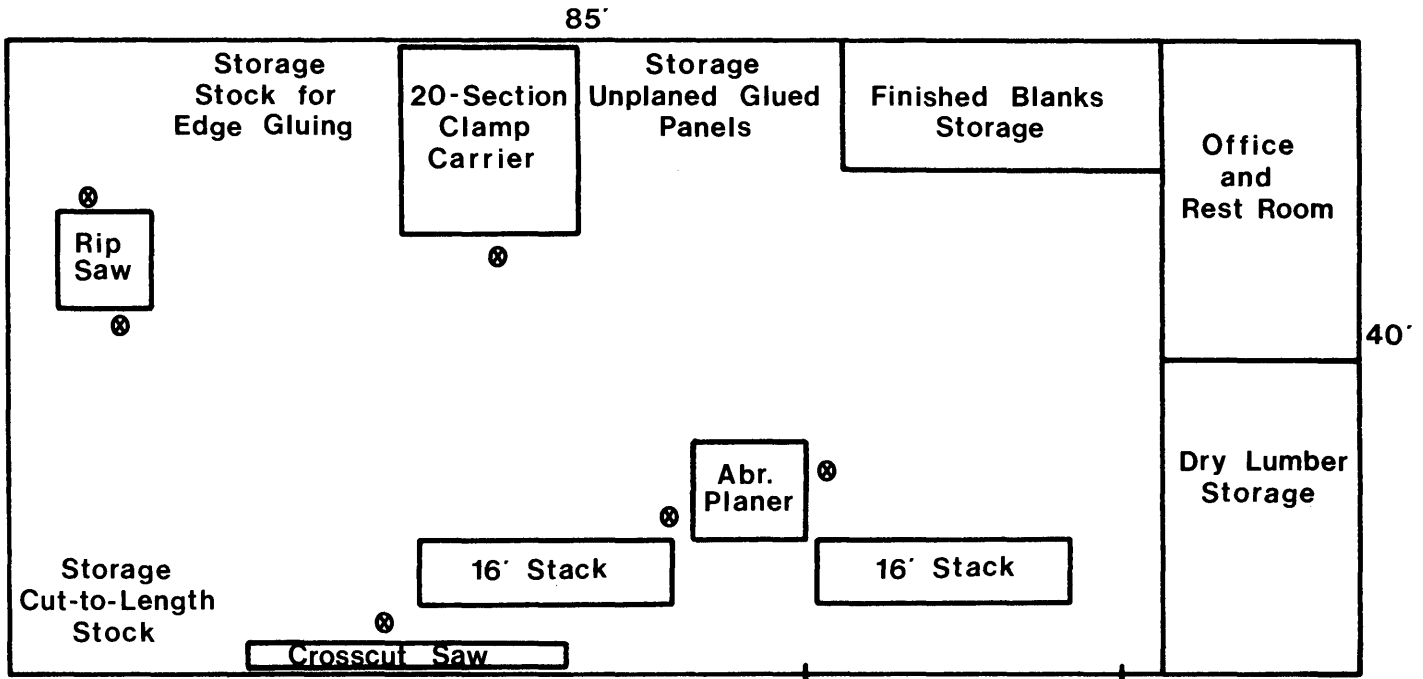 85′
Storage
Stock for
Edge Gluing
20-Section
Clamp
Carrier
Storage
Unplaned Glued
Panels
Finished Blanks
Storage
Office
and
Rest Room
Rip
Saw
40′
Abr.
Planer
Dry Lumber
Storage
16′ Stack
16′ Stack
Storage
Cut-to-Length
Stock
Crosscut Saw